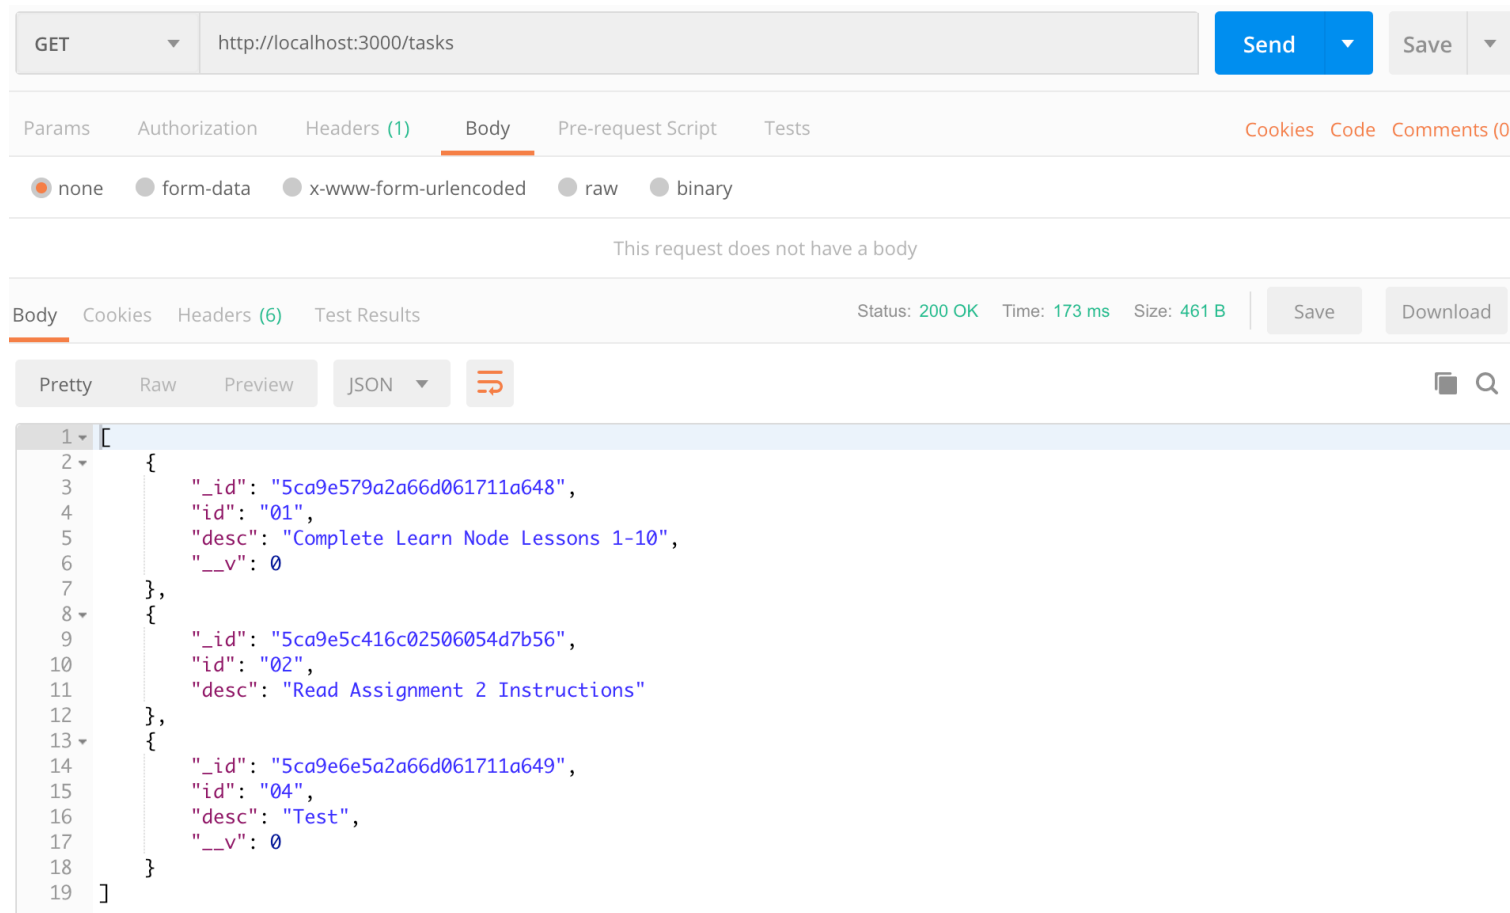 GET http://localhost:3000/tasks Send Save
Params Authorization Headers (1) Body Pre-request Script Tests Cookies Code Comments (0
none form-data x-www-form-urlencoded raw binary
This request does not have a body
Body Cookies Headers (6) Test Results Status: 200 OK Time: 173 ms Size: 461 B Save Download
Pretty Raw Preview JSON
1 [
2 {
3 "_id": "5ca9e579a2a66d061711a648",
4 "id": "01",
5 "desc": "Complete Learn Node Lessons 1-10",
6 "__v": 0
7 },
8 {
9 "_id": "5ca9e5c416c02506054d7b56",
10 "id": "02",
11 "desc": "Read Assignment 2 Instructions"
12 },
13 {
14 "_id": "5ca9e6e5a2a66d061711a649",
15 "id": "04",
16 "desc": "Test",
17 "__v": 0
18 }
19 ]